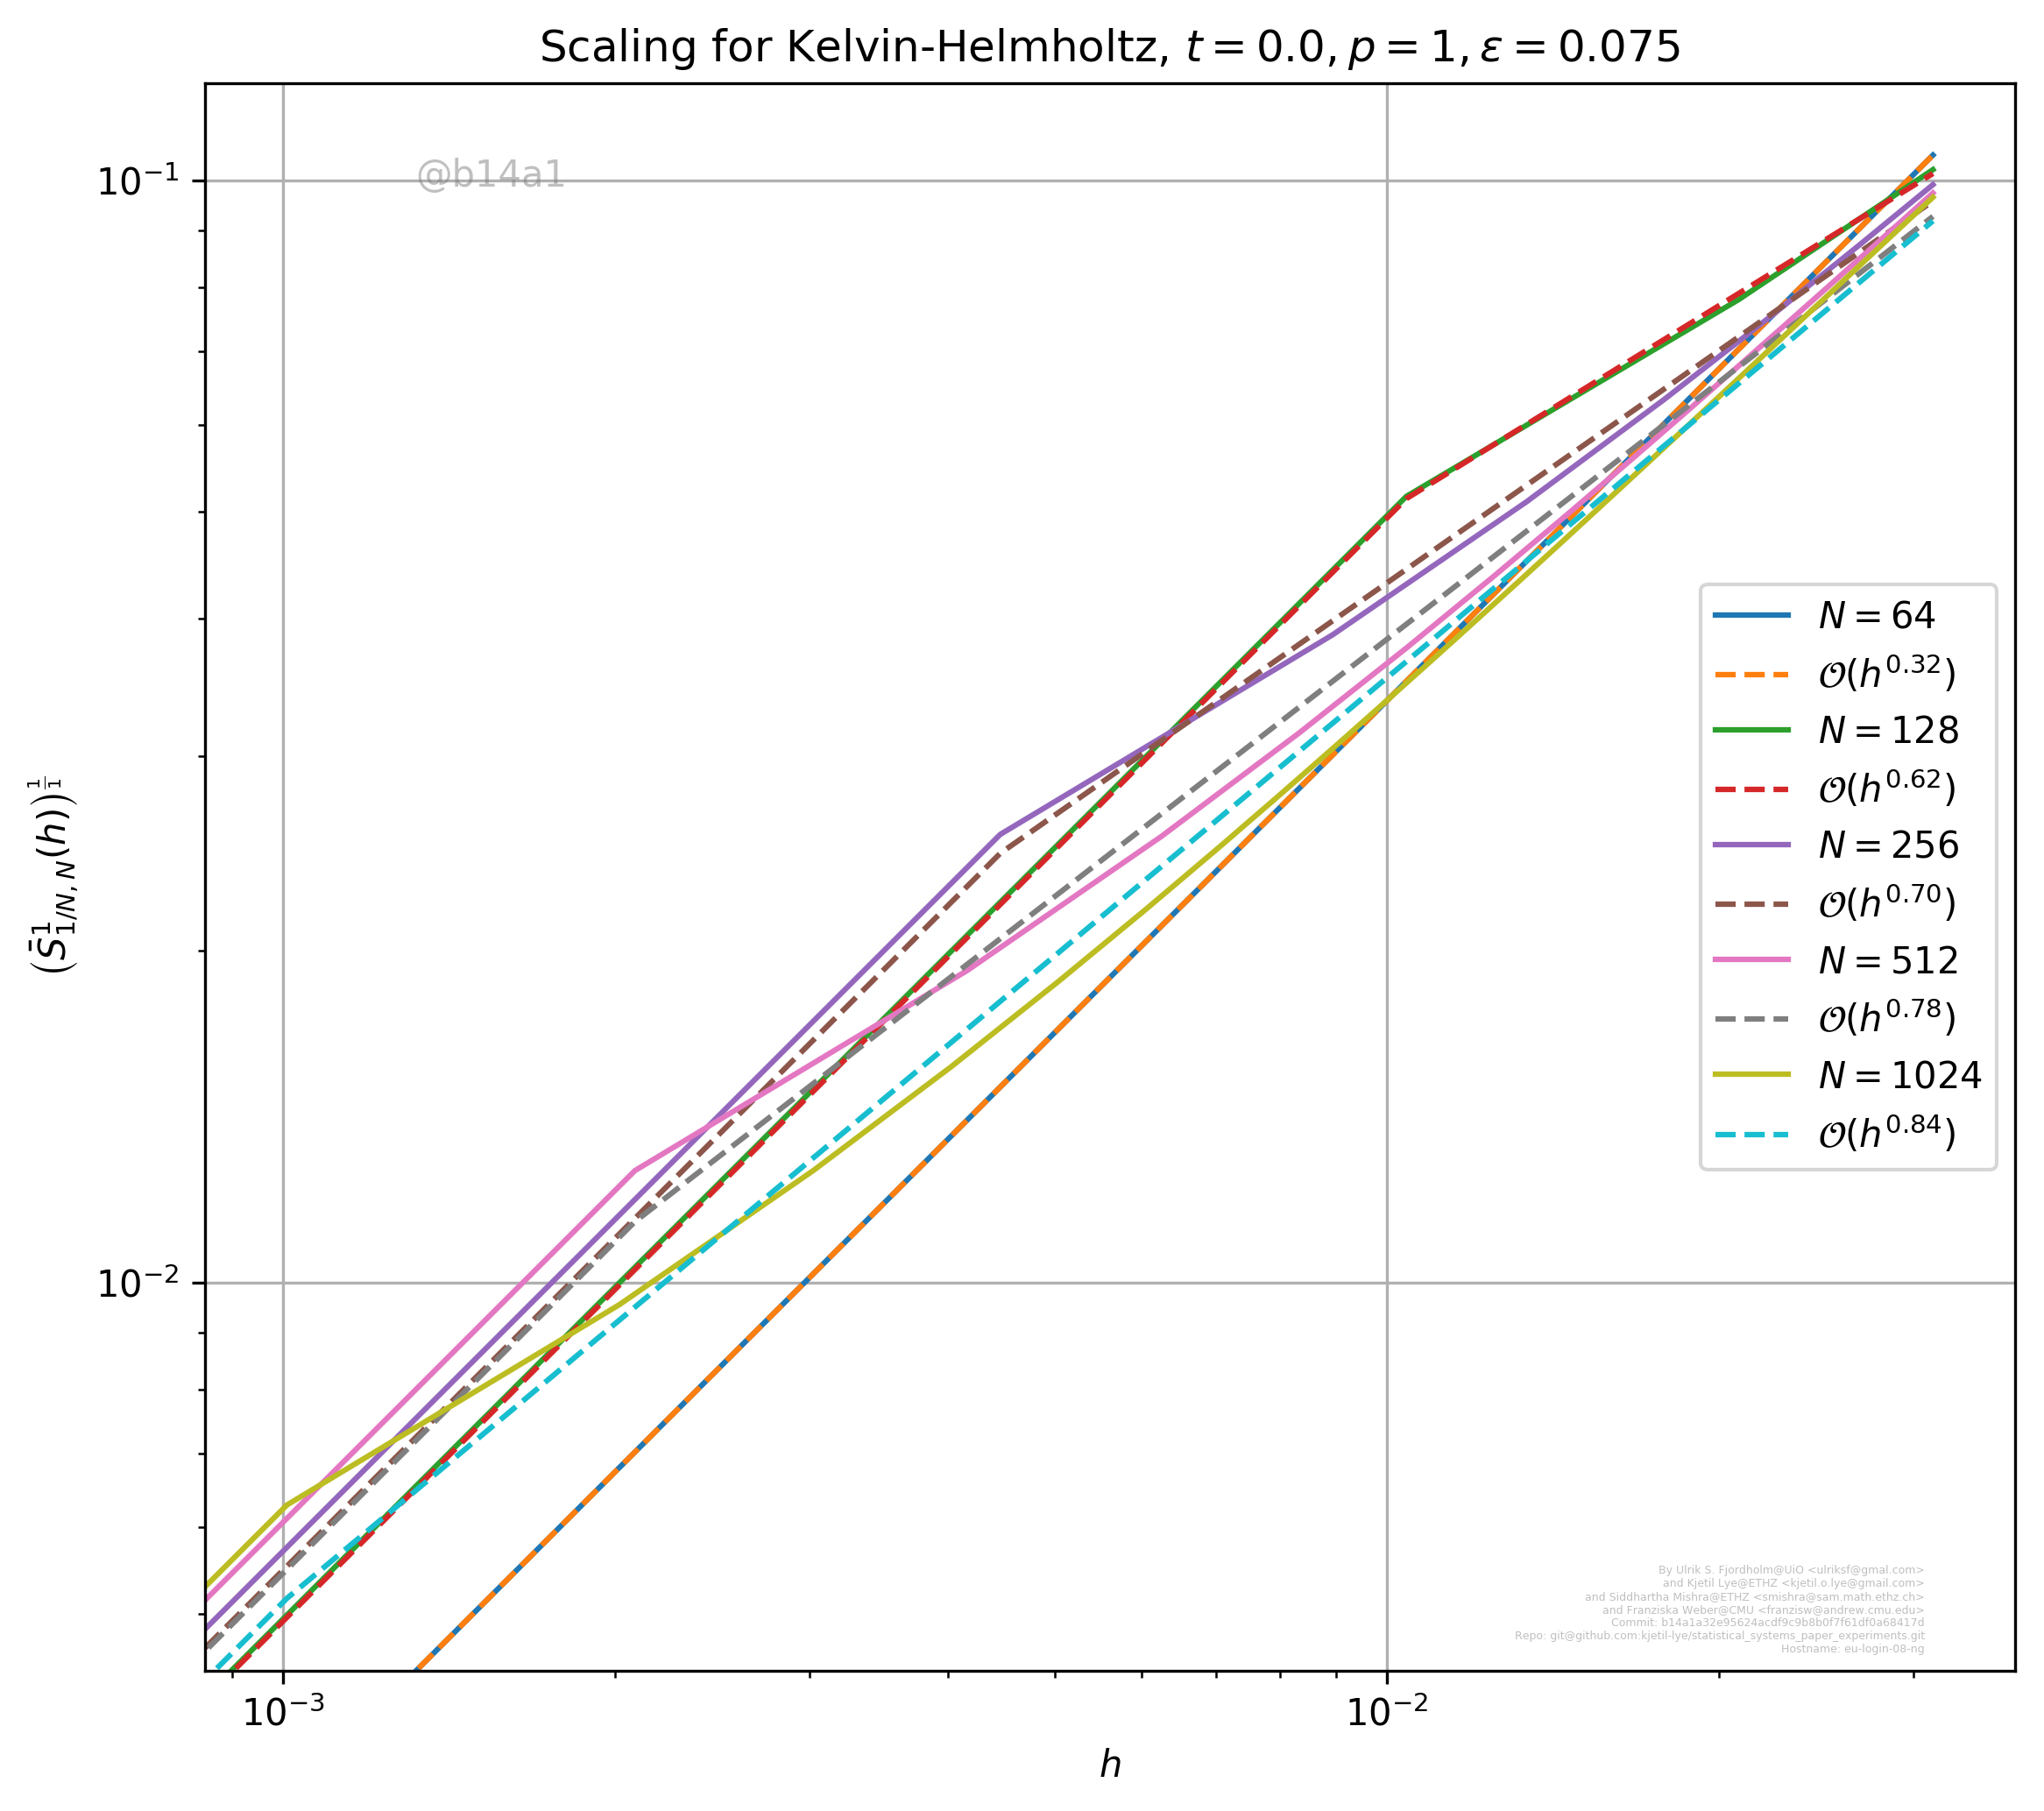 Scaling for Kelvin-Helmholtz, t = 0.0, p = 1, ε = 0.075
@b14a1
10⁻¹
10⁻²
(S̄¹₁/N, N(h))^(1/1)
N = 64
𝒪(h^0.32)
N = 128
𝒪(h^0.62)
N = 256
𝒪(h^0.70)
N = 512
𝒪(h^0.78)
N = 1024
𝒪(h^0.84)
By Ulrik S. Fjordholm@UiO <ulriksf@gmal.com>
and Kjetil Lye@ETHZ <kjetil.o.lye@gmail.com>
and Siddhartha Mishra@ETHZ <smishra@sam.math.ethz.ch>
and Franziska Weber@CMU <franzisw@andrew.cmu.edu>
Commit: b14a1a32e95624acdf9c9b8b0f7f61df0a68417d
Repo: git@github.com:kjetil-lye/statistical_systems_paper_experiments.git
Hostname: eu-login-08-ng
10⁻³
10⁻²
h